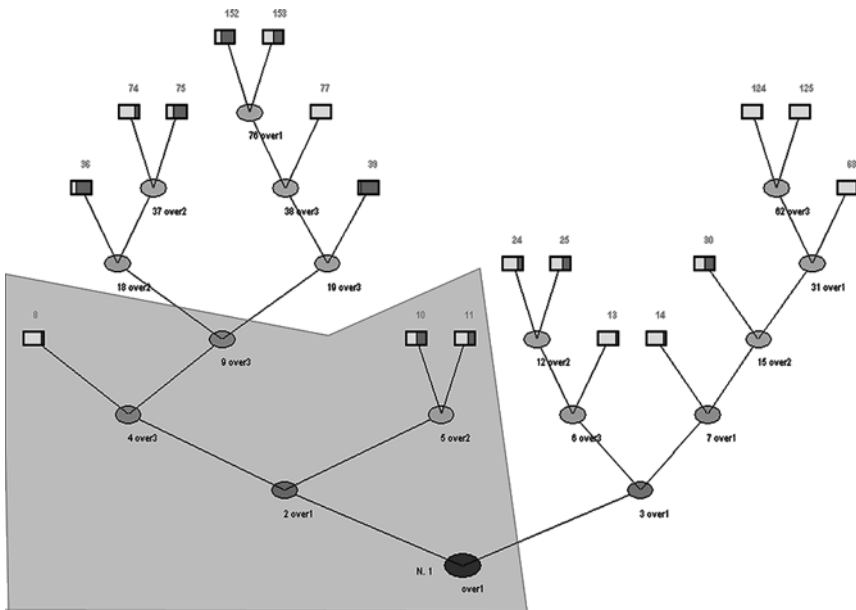 152 153
74 75 77 124 125
76 over1
36 39 63
37 over2 38 over3 62 over3
24 25 30
18 over2 19 over3 31 over1
8 10 11 13 14
9 over3 12 over2 15 over2
4 over3 5 over2 6 over3 7 over1
2 over1 3 over1
N. 1
over1